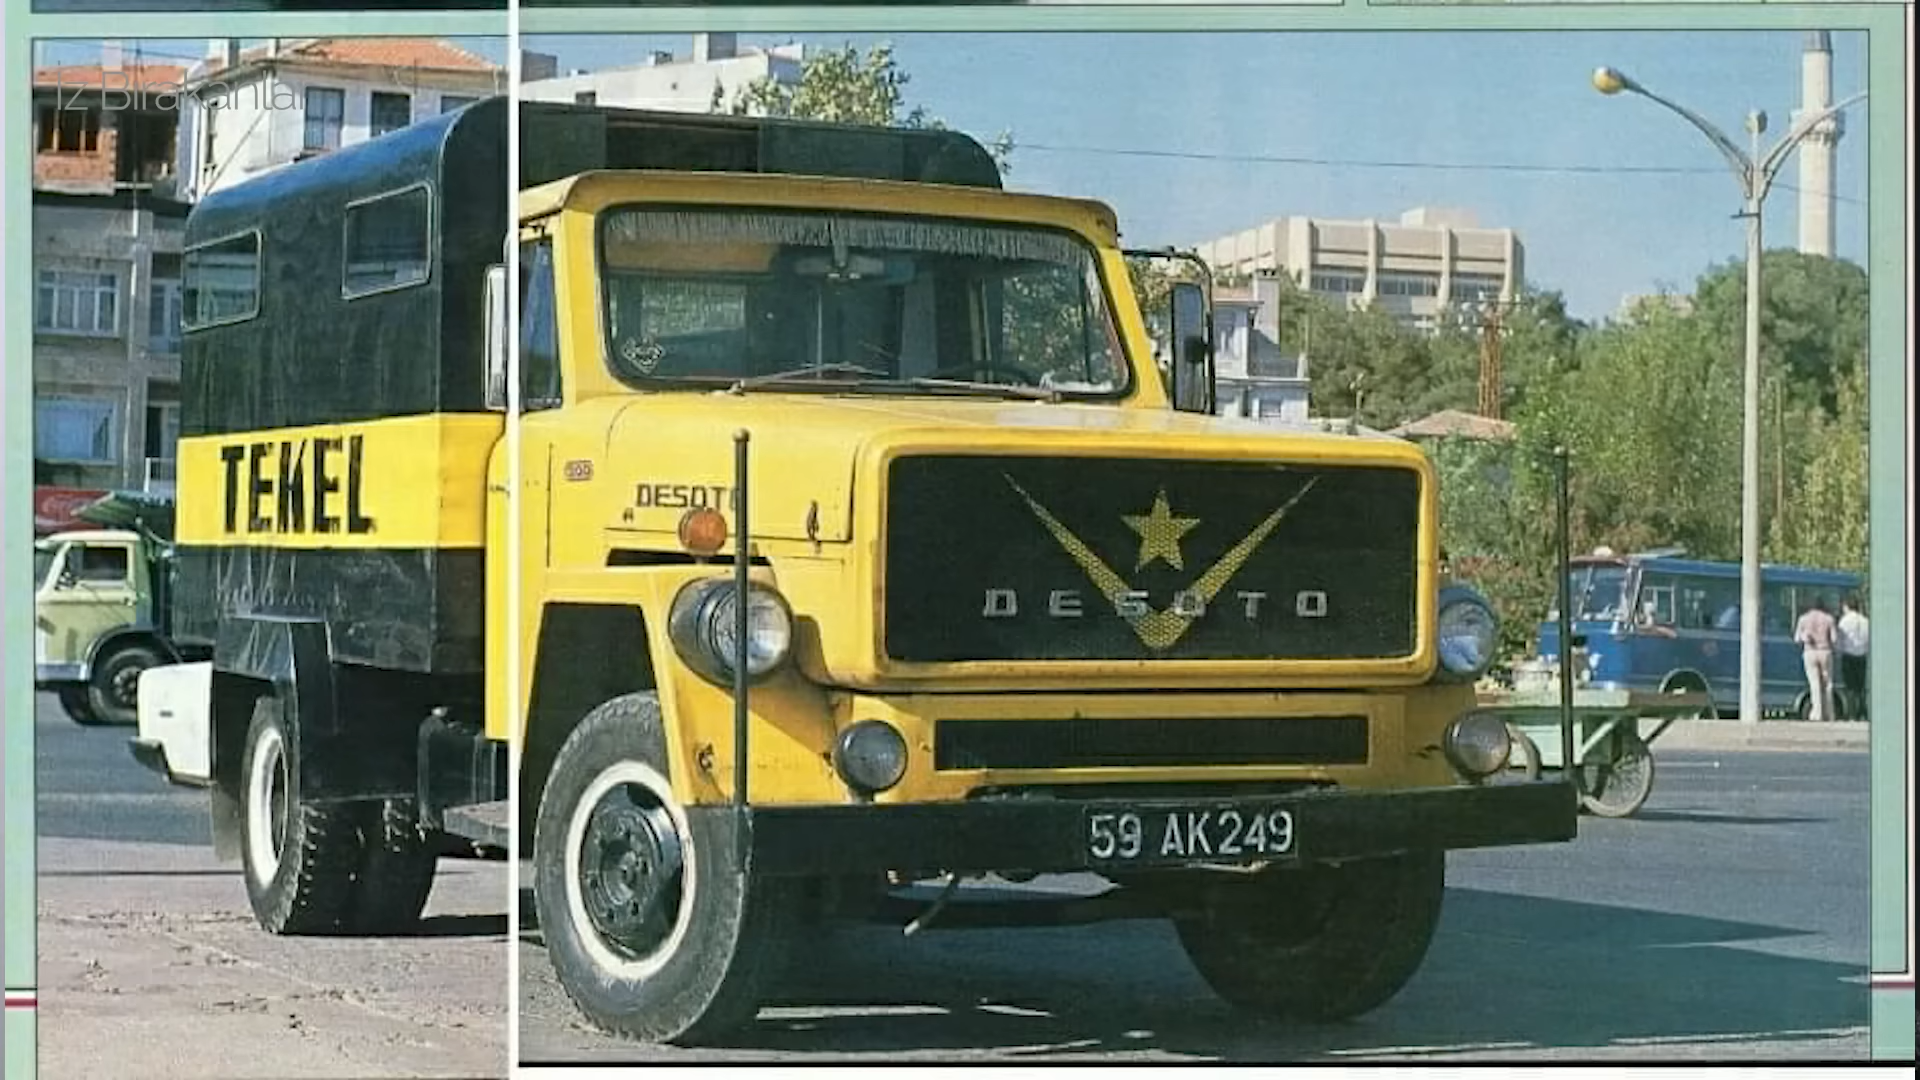 İz Bırakanlar
TEKEL
DESOTO
DESOTO
59 AK 249